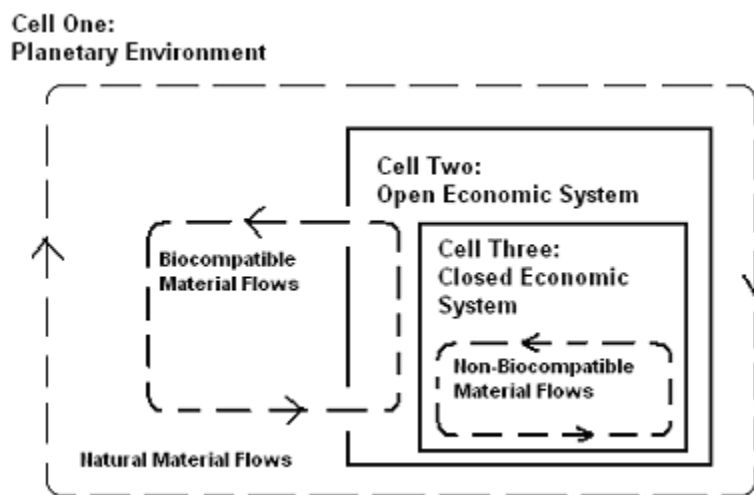 Cell One:
Planetary Environment
Cell Two:
Open Economic System
Biocompatible
Material Flows
Cell Three:
Closed Economic
System
Non-Biocompatible
Material Flows
Natural Material Flows